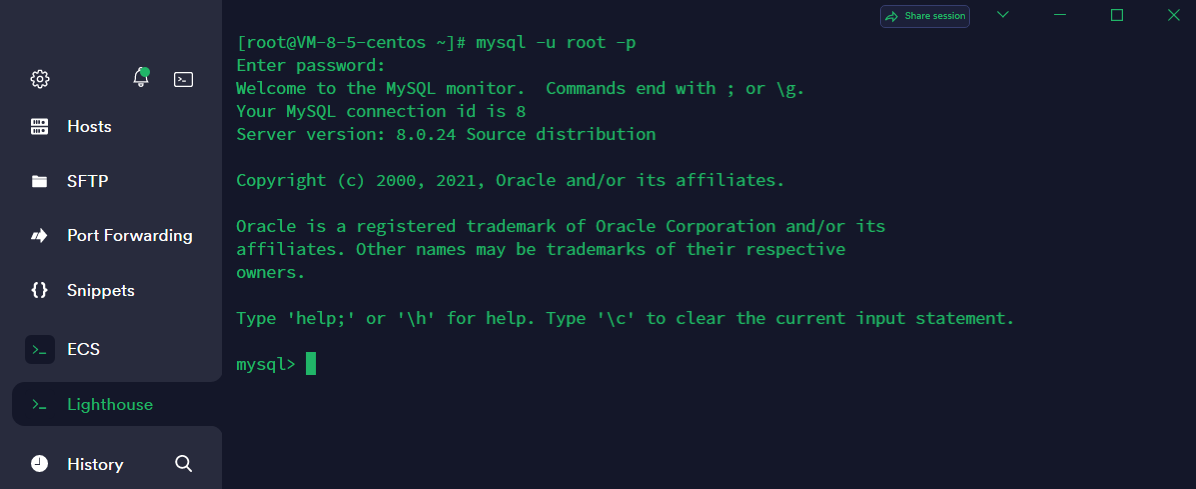 Share session
Hosts
SFTP
Port Forwarding
Snippets
ECS
Lighthouse
History
[root@VM-8-5-centos ~]# mysql -u root -p
Enter password:
Welcome to the MySQL monitor.  Commands end with ; or \g.
Your MySQL connection id is 8
Server version: 8.0.24 Source distribution
Copyright (c) 2000, 2021, Oracle and/or its affiliates.
Oracle is a registered trademark of Oracle Corporation and/or its
affiliates. Other names may be trademarks of their respective
owners.
Type 'help;' or '\h' for help. Type '\c' to clear the current input statement.
mysql>